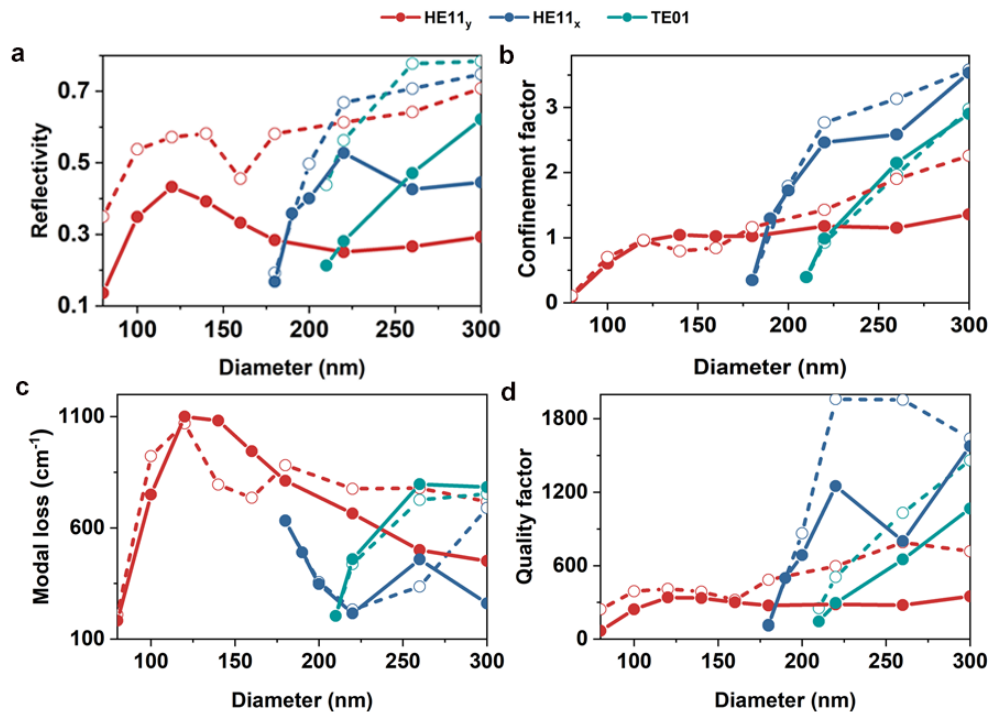 HE11y HE11x TE01
a
Reflectivity
0.7
0.5
0.3
0.1
100 150 200 250 300
Diameter (nm)
b
Confinement factor
3
2
1
0
100 150 200 250 300
Diameter (nm)
c
Modal loss (cm-1)
1100
600
100
100 150 200 250 300
Diameter (nm)
d
Quality factor
1800
1200
600
0
100 150 200 250 300
Diameter (nm)